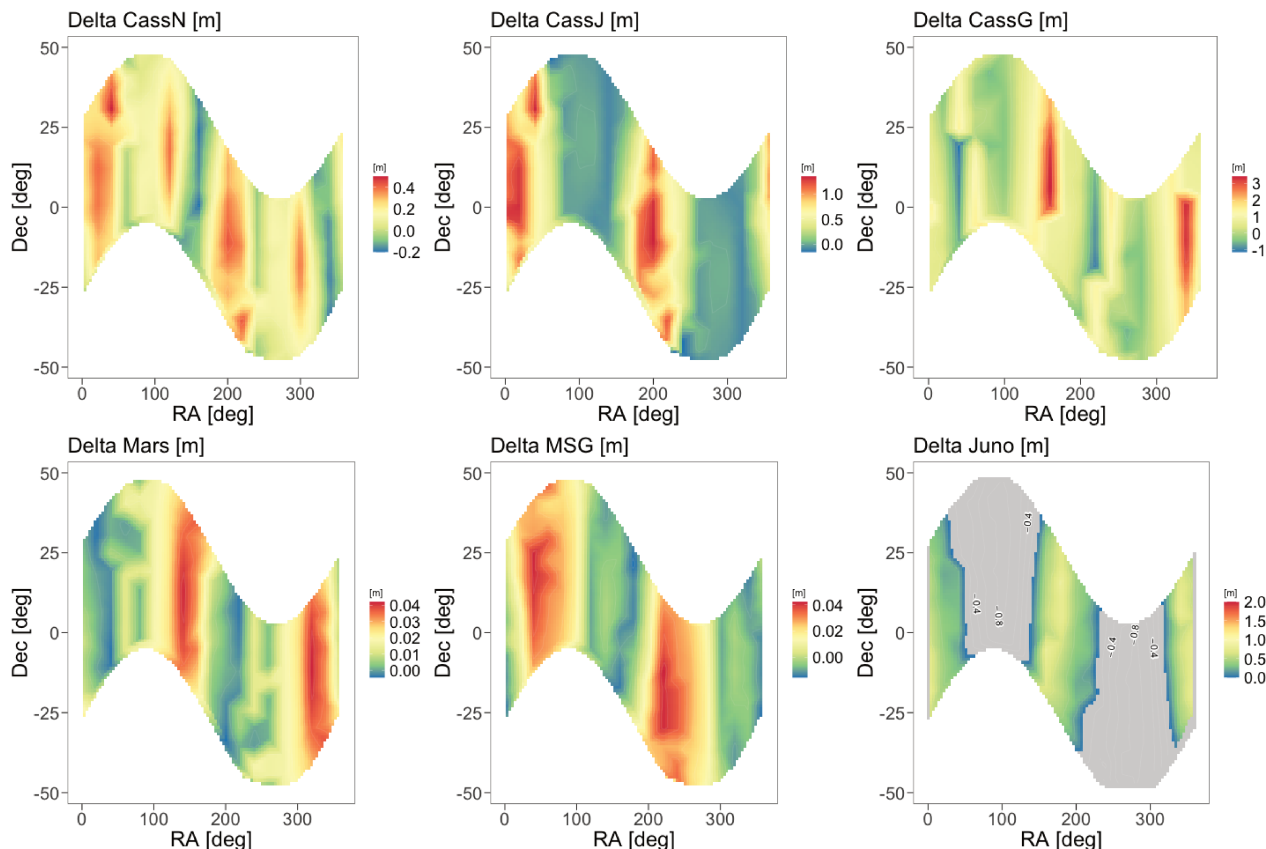 Delta CassN [m]
50
25
0
-25
-50
Dec [deg]
0 100 200 300
RA [deg]
[m]
0.4
0.2
0.0
-0.2
Delta CassJ [m]
50
25
0
-25
-50
Dec [deg]
0 100 200 300
RA [deg]
[m]
1.0
0.5
0.0
Delta CassG [m]
50
25
0
-25
-50
Dec [deg]
0 100 200 300
RA [deg]
[m]
3
2
1
0
-1
Delta Mars [m]
50
25
0
-25
-50
Dec [deg]
0 100 200 300
RA [deg]
[m]
0.04
0.03
0.02
0.01
0.00
Delta MSG [m]
50
25
0
-25
-50
Dec [deg]
0 100 200 300
RA [deg]
[m]
0.04
0.02
0.00
Delta Juno [m]
50
25
0
-25
-50
Dec [deg]
0 100 200 300
RA [deg]
-0.4
-0.4
-0.8
-0.4
-0.8
-0.4
[m]
2.0
1.5
1.0
0.5
0.0